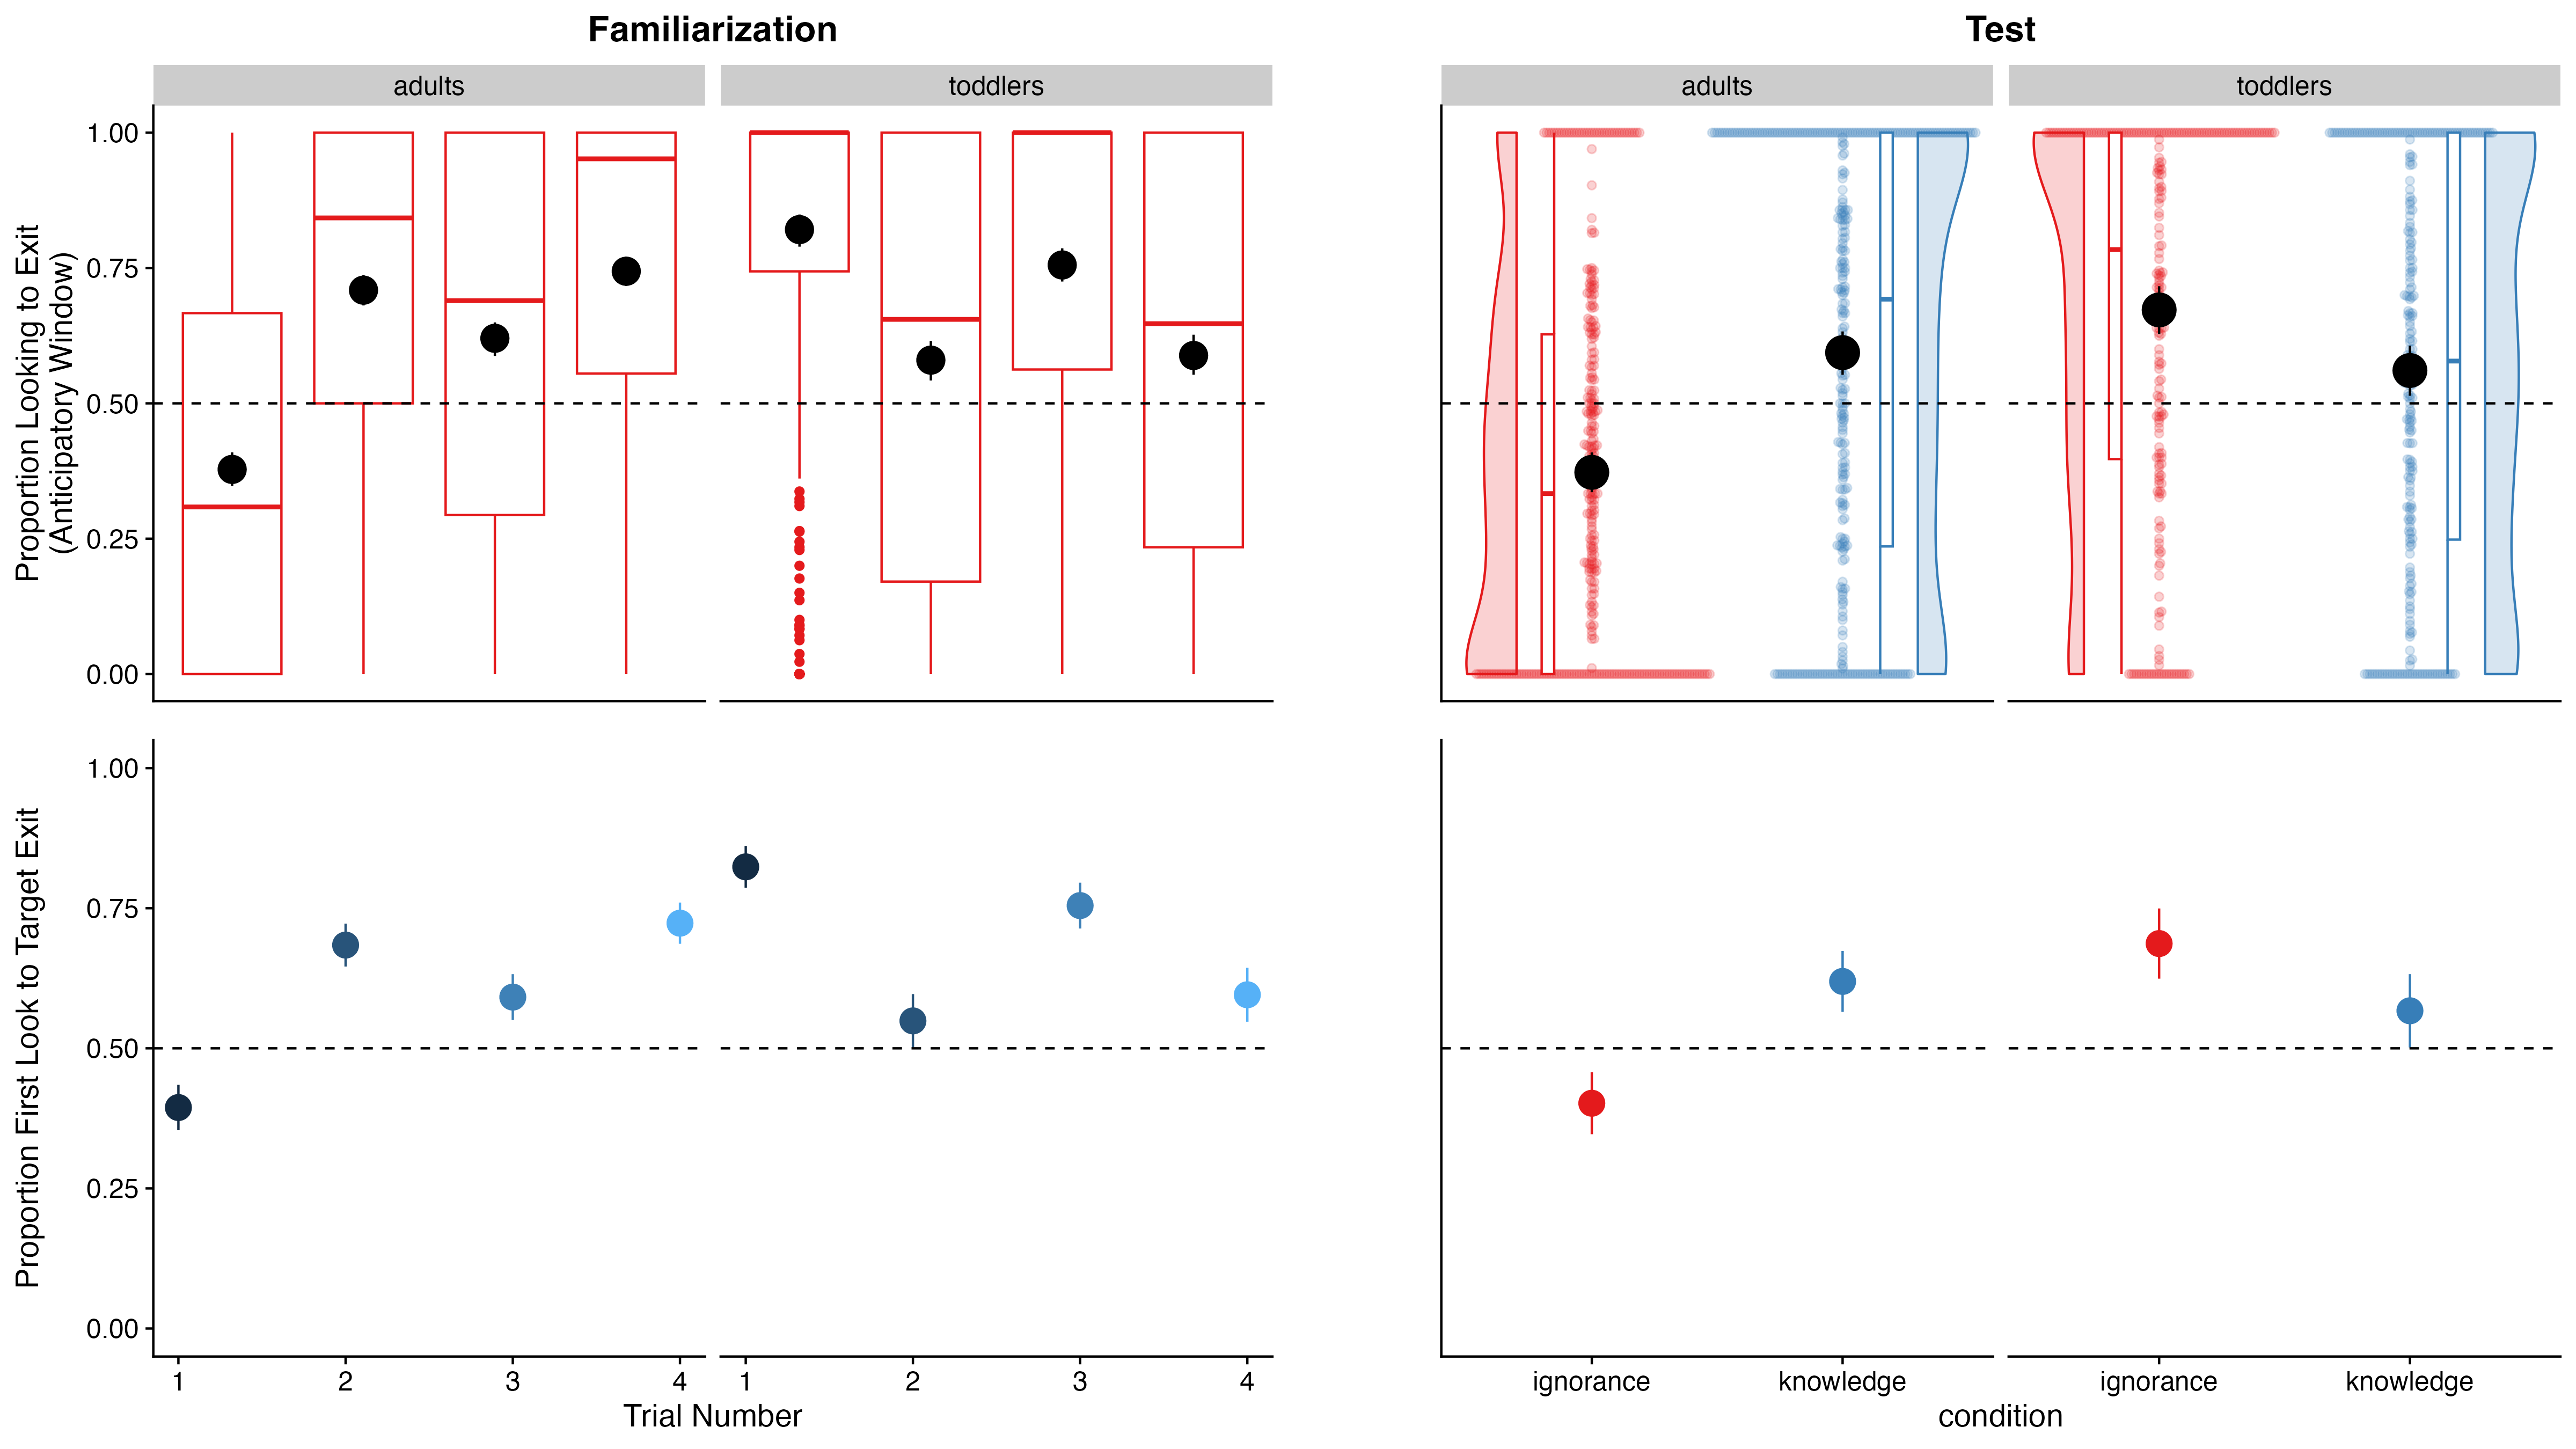 Familiarization
Test
adults
toddlers
adults
toddlers
Proportion Looking to Exit
(Anticipatory Window)
1.00
0.75
0.50
0.25
0.00
Proportion First Look to Target Exit
1.00
0.75
0.50
0.25
0.00
1
2
3
4
1
2
3
4
Trial Number
ignorance
knowledge
ignorance
knowledge
condition